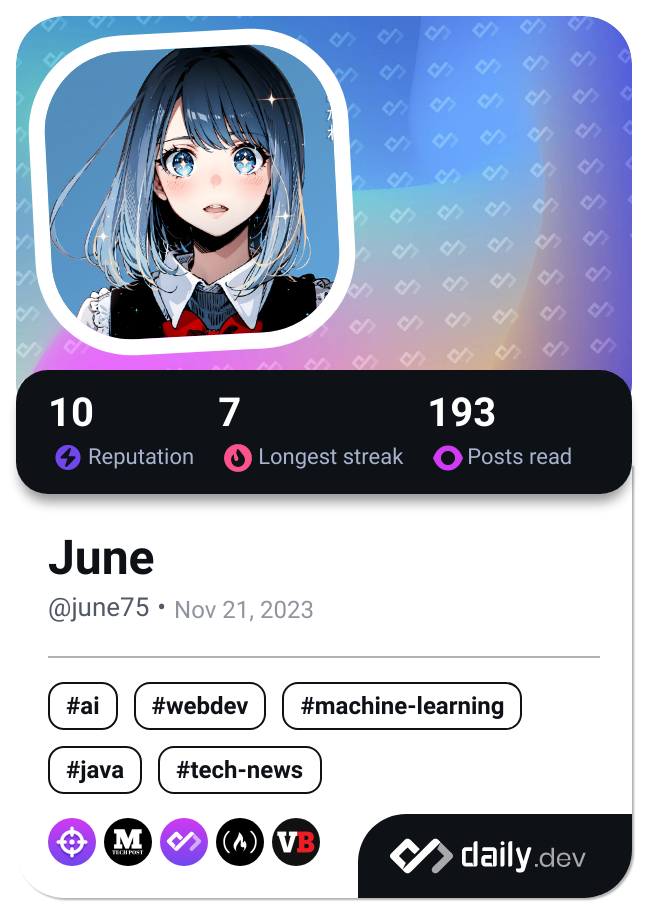 10 7 193
Reputation Longest streak Posts read
June
@june75 • Nov 21, 2023
#ai #webdev #machine-learning
#java #tech-news
M VB
TECH POST
daily.dev